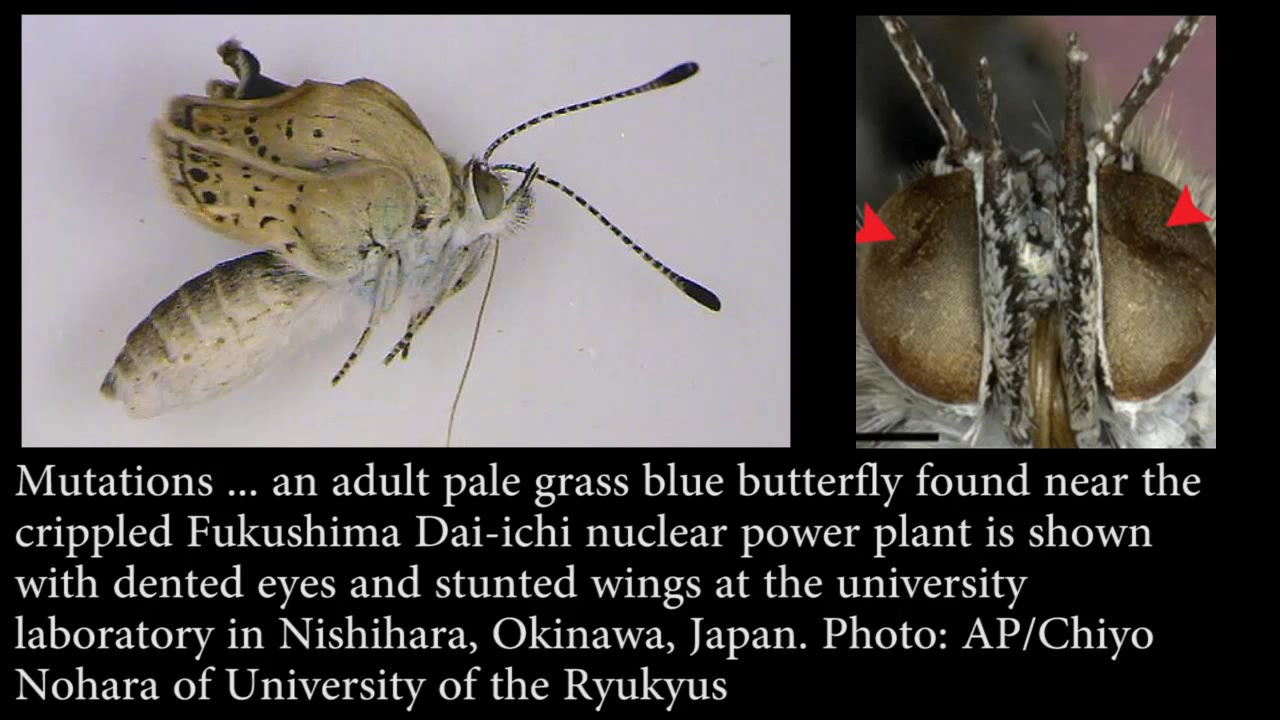 Mutations ... an adult pale grass blue butterfly found near the
crippled Fukushima Dai-ichi nuclear power plant is shown
with dented eyes and stunted wings at the university
laboratory in Nishihara, Okinawa, Japan. Photo: AP/Chiyo
Nohara of University of the Ryukyus